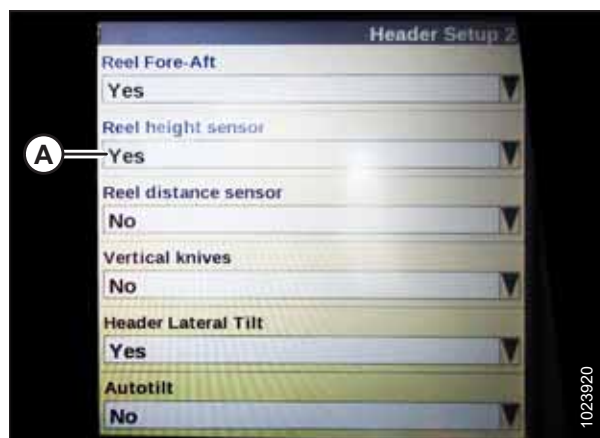 Header Setup 2
Reel Fore-Aft
Yes
Reel height sensor
A
Yes
Reel distance sensor
No
Vertical knives
No
Header Lateral Tilt
Yes
Autotilt
No
1023920